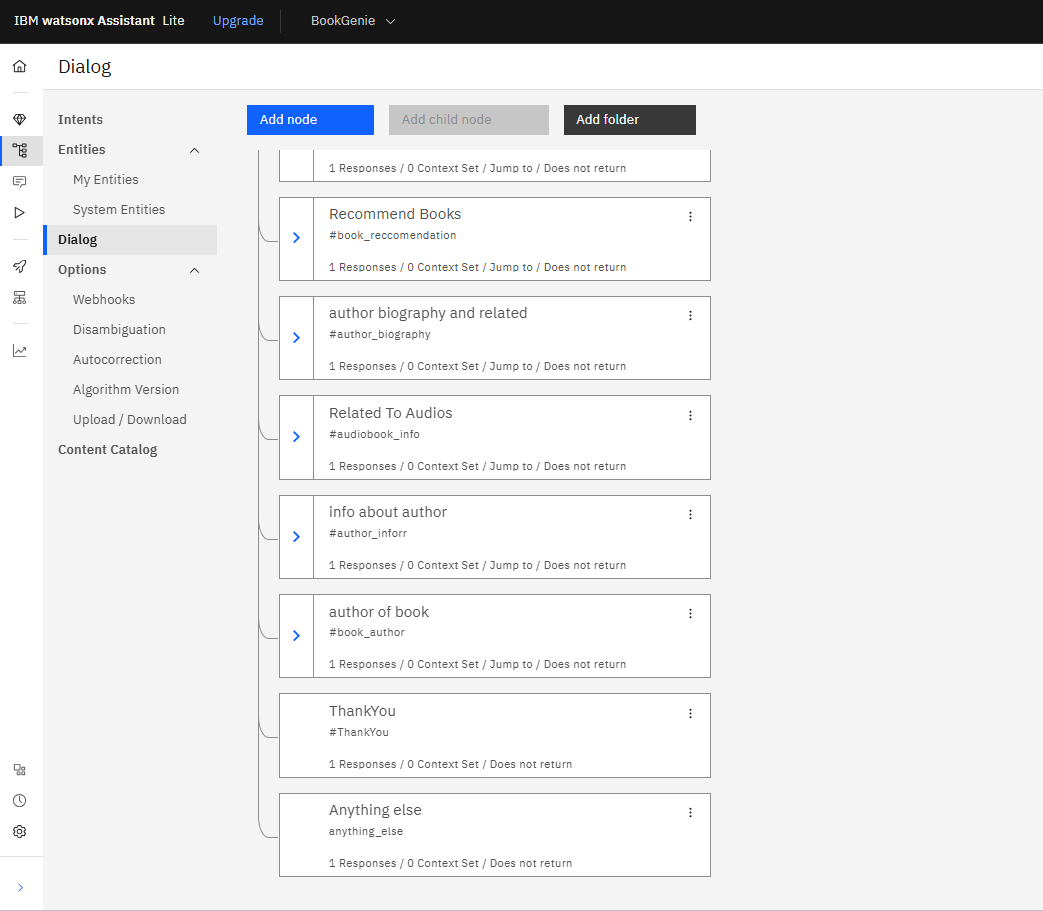 IBM watsonx Assistant Lite Upgrade BookGenie
Dialog
Intents
Entities
My Entities
System Entities
Dialog
Options
Webhooks
Disambiguation
Autocorrection
Algorithm Version
Upload / Download
Content Catalog
Add node Add child node Add folder
1 Responses / 0 Context Set / Jump to / Does not return
Recommend Books
#book_reccomendation
1 Responses / 0 Context Set / Jump to / Does not return
author biography and related
#author_biography
1 Responses / 0 Context Set / Jump to / Does not return
Related To Audios
#audiobook_info
1 Responses / 0 Context Set / Jump to / Does not return
info about author
#author_inforr
1 Responses / 0 Context Set / Jump to / Does not return
author of book
#book_author
1 Responses / 0 Context Set / Jump to / Does not return
ThankYou
#ThankYou
1 Responses / 0 Context Set / Does not return
Anything else
anything_else
1 Responses / 0 Context Set / Does not return